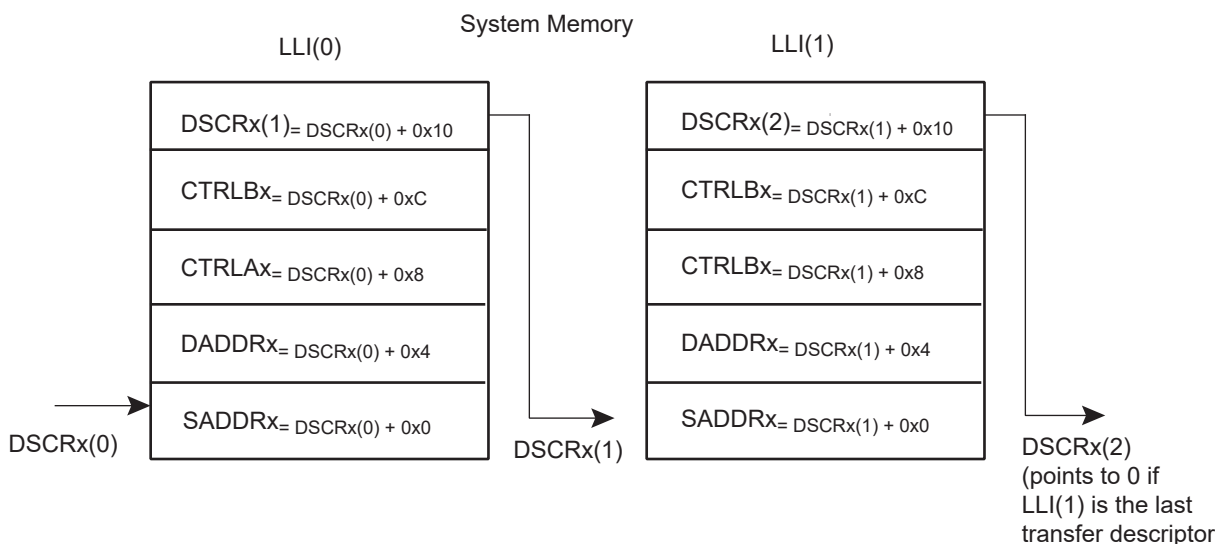 System Memory
LLI(0)
LLI(1)
DSCRx(1)= DSCRx(0) + 0x10
CTRLBx= DSCRx(0) + 0xC
CTRLAx= DSCRx(0) + 0x8
DADDRx= DSCRx(0) + 0x4
SADDRx= DSCRx(0) + 0x0
DSCRx(0)
DSCRx(1)
DSCRx(2)= DSCRx(1) + 0x10
CTRLBx= DSCRx(1) + 0xC
CTRLBx= DSCRx(1) + 0x8
DADDRx= DSCRx(1) + 0x4
SADDRx= DSCRx(1) + 0x0
DSCRx(2)
(points to 0 if
LLI(1) is the last
transfer descriptor